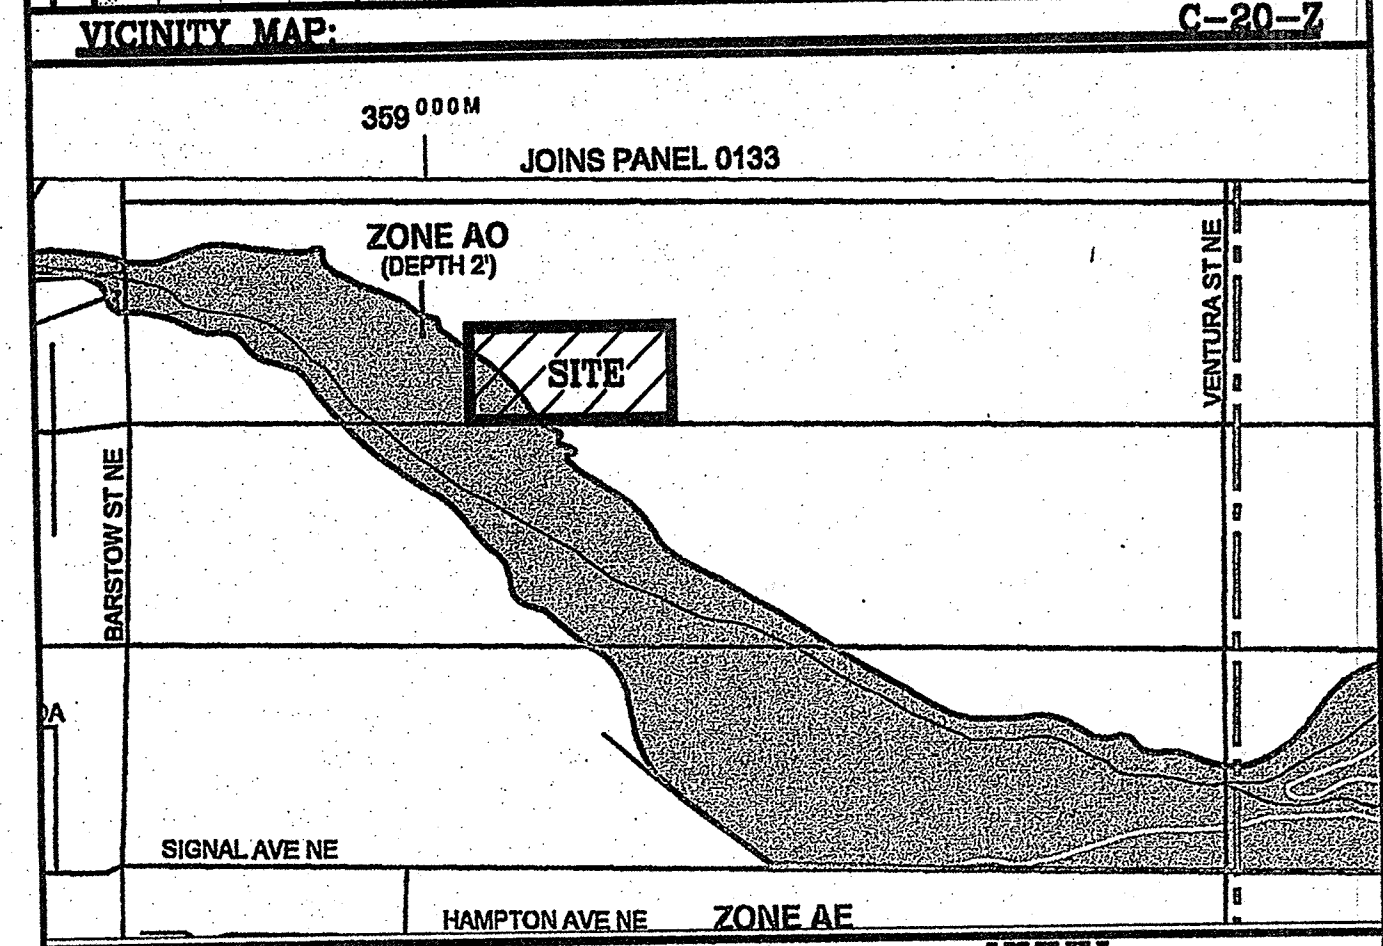 VICINITY MAP:
C-20-Z
359 000M
JOINS PANEL 0133
ZONE AO
(DEPTH 2')
SITE
VENTURA ST NE
BARSTOW ST NE
SIGNAL AVE NE
HAMPTON AVE NE
ZONE AE